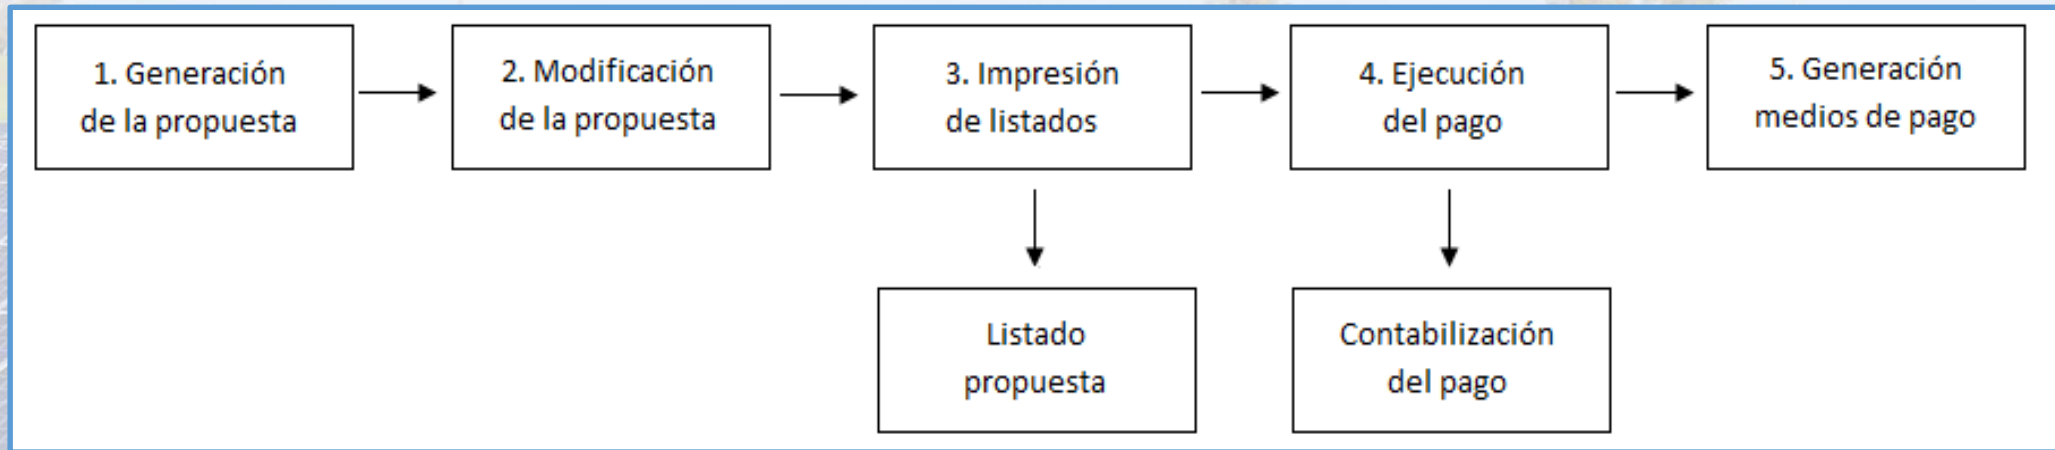 1. Generación
de la propuesta
2. Modificación
de la propuesta
3. Impresión
de listados
4. Ejecución
del pago
5. Generación
medios de pago
Listado
propuesta
Contabilización
del pago